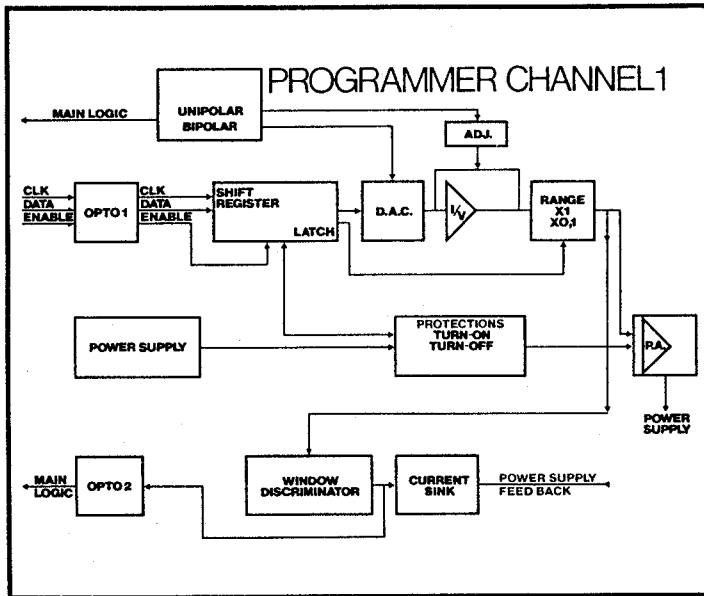 PROGRAMMER CHANNEL1
MAIN LOGIC
UNIPOLAR
BIPOLAR
ADJ.
CLK
DATA
ENABLE
OPTO 1
CLK
DATA
ENABLE
SHIFT
REGISTER
LATCH
D.A.C.
I/V
RANGE
X1
X0,1
POWER SUPPLY
PROTECTIONS
TURN-ON
TURN-OFF
P.A.
POWER
SUPPLY
MAIN
LOGIC
OPTO 2
WINDOW
DISCRIMINATOR
CURRENT
SINK
POWER SUPPLY
FEED BACK